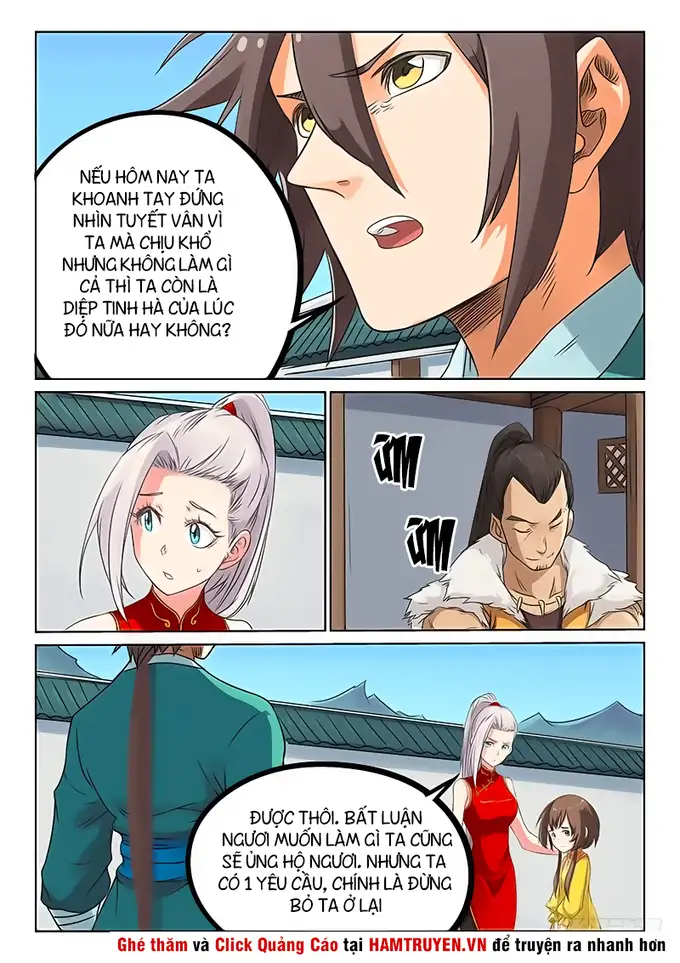 NẾU HÔM NAY TA
KHOANH TAY ĐỨNG
NHÌN TUYẾT VÂN VÌ
TA MÀ CHỊU KHỔ
NHƯNG KHÔNG LÀM GÌ
CẢ THÌ TA CÒN LÀ
DIỆP TINH HÀ CỦA LÚC
ĐÓ NỮA HAY KHÔNG?
ỪM
ỪM
ĐƯỢC THÔI. BẤT LUẬN
NGƯƠI MUỐN LÀM GÌ TA CŨNG
SẼ ỦNG HỘ NGƯƠI. NHƯNG TA
CÓ 1 YÊU CẦU, CHÍNH LÀ ĐỪNG
BỎ TA Ở LẠI
Ghé thăm và Click Quảng Cáo tại HAMTRUYEN.VN để truyện ra nhanh hơn